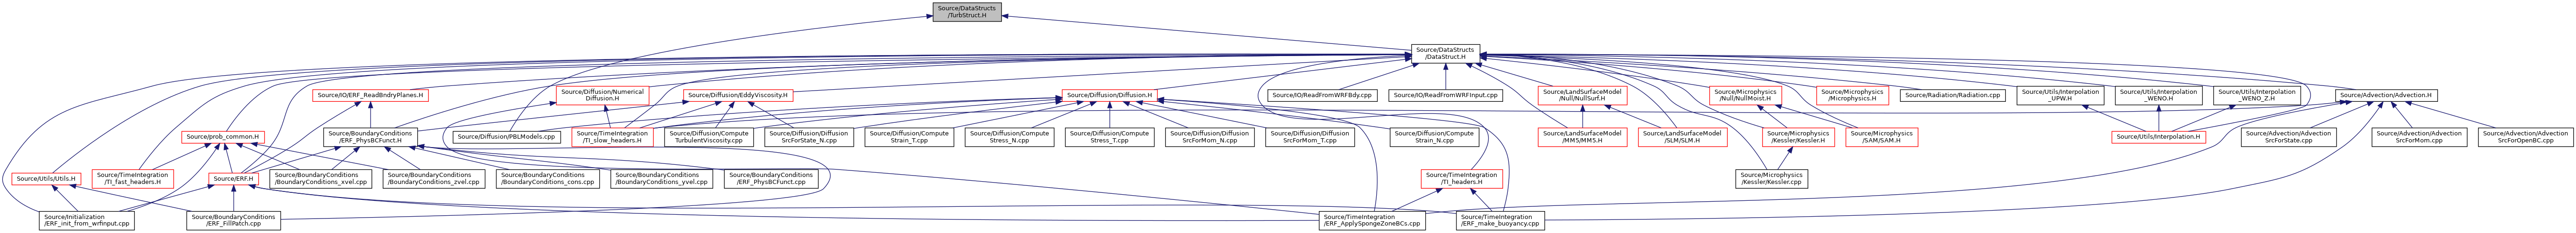 Source/DataStructs
/TurbStruct.H
Source/DataStructs
/DataStruct.H
Source/IO/ERF_ReadBndryPlanes.H
Source/Diffusion/Numerical
Diffusion.H
Source/Diffusion/EddyViscosity.H
Source/Diffusion/Diffusion.H
Source/IO/ReadFromWRFBdy.cpp
Source/IO/ReadFromWRFInput.cpp
Source/LandSurfaceModel
/Null/NullSurf.H
Source/Microphysics
/Null/NullMoist.H
Source/Microphysics
/Microphysics.H
Source/Radiation/Radiation.cpp
Source/Utils/Interpolation
_UPW.H
Source/Utils/Interpolation
_WENO.H
Source/Utils/Interpolation
_WENO_Z.H
Source/Advection/Advection.H
Source/prob_common.H
Source/BoundaryConditions
/ERF_PhysBCFunct.H
Source/Diffusion/PBLModels.cpp
Source/TimeIntegration
/TI_slow_headers.H
Source/Diffusion/Compute
TurbulentViscosity.cpp
Source/Diffusion/Diffusion
SrcForState_N.cpp
Source/Diffusion/Compute
Strain_T.cpp
Source/Diffusion/Compute
Stress_N.cpp
Source/Diffusion/Compute
Stress_T.cpp
Source/Diffusion/Diffusion
SrcForMom_N.cpp
Source/Diffusion/Diffusion
SrcForMom_T.cpp
Source/Diffusion/Compute
Strain_N.cpp
Source/LandSurfaceModel
/MM5/MM5.H
Source/LandSurfaceModel
/SLM/SLM.H
Source/Microphysics
/Kessler/Kessler.H
Source/Microphysics
/SAM/SAM.H
Source/Utils/Interpolation.H
Source/Advection/Advection
SrcForState.cpp
Source/Advection/Advection
SrcForMom.cpp
Source/Advection/Advection
SrcForOpenBC.cpp
Source/Utils/Utils.H
Source/TimeIntegration
/TI_fast_headers.H
Source/ERF.H
Source/BoundaryConditions
/BoundaryConditions_xvel.cpp
Source/BoundaryConditions
/BoundaryConditions_zvel.cpp
Source/BoundaryConditions
/BoundaryConditions_cons.cpp
Source/BoundaryConditions
/BoundaryConditions_yvel.cpp
Source/BoundaryConditions
/ERF_PhysBCFunct.cpp
Source/TimeIntegration
/TI_headers.H
Source/Microphysics
/Kessler/Kessler.cpp
Source/Initialization
/ERF_init_from_wrfinput.cpp
Source/BoundaryConditions
/ERF_FillPatch.cpp
Source/TimeIntegration
/ERF_ApplySpongeZoneBCs.cpp
Source/TimeIntegration
/ERF_make_buoyancy.cpp